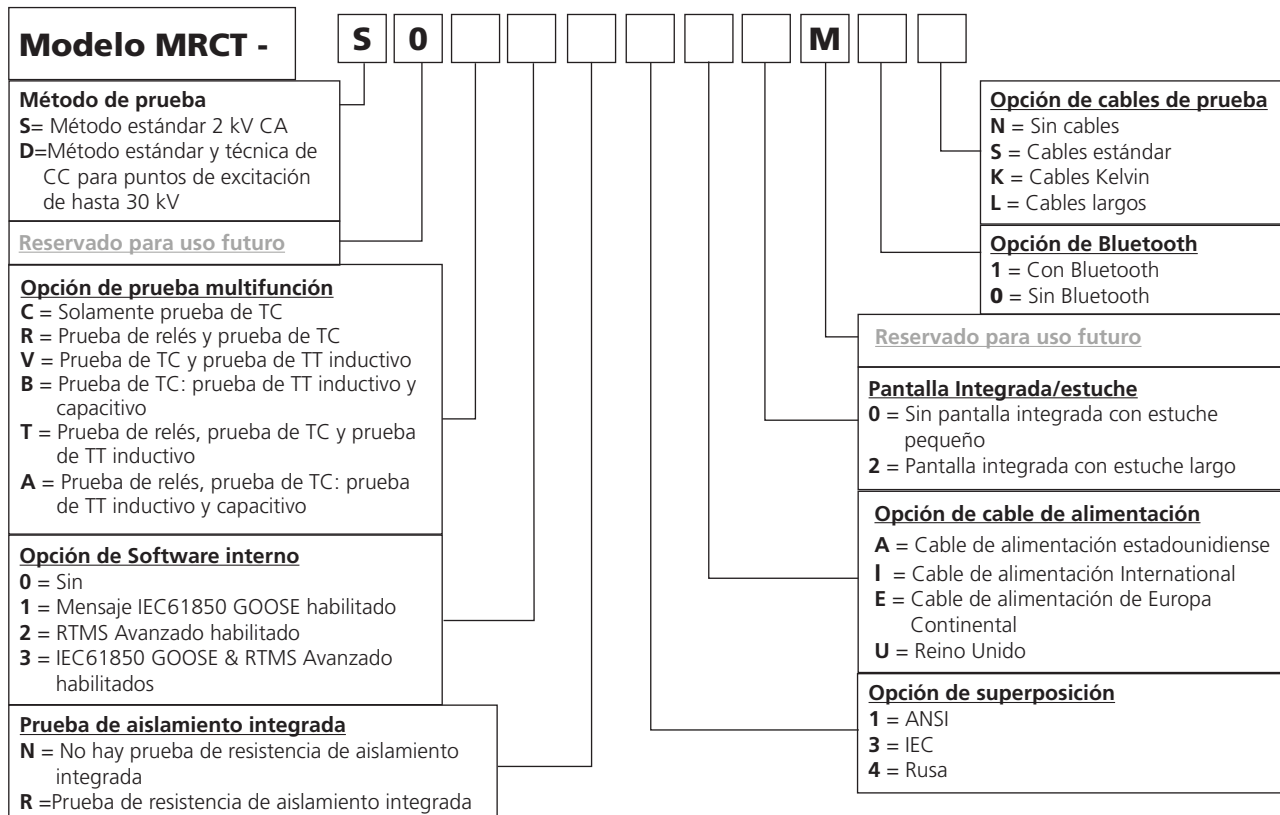 Modelo MRCT - S 0 M
Método de prueba
S= Método estándar 2 kV CA
D=Método estándar y técnica de
CC para puntos de excitación
de hasta 30 kV
Reservado para uso futuro
Opción de prueba multifunción
C = Solamente prueba de TC
R = Prueba de relés y prueba de TC
V = Prueba de TC y prueba de TT inductivo
B = Prueba de TC: prueba de TT inductivo y
capacitivo
T = Prueba de relés, prueba de TC y prueba
de TT inductivo
A = Prueba de relés, prueba de TC: prueba
de TT inductivo y capacitivo
Opción de Software interno
0 = Sin
1 = Mensaje IEC61850 GOOSE habilitado
2 = RTMS Avanzado habilitado
3 = IEC61850 GOOSE & RTMS Avanzado
habilitados
Prueba de aislamiento integrada
N = No hay prueba de resistencia de aislamiento
integrada
R =Prueba de resistencia de aislamiento integrada
Opción de cables de prueba
N = Sin cables
S = Cables estándar
K = Cables Kelvin
L = Cables largos
Opción de Bluetooth
1 = Con Bluetooth
0 = Sin Bluetooth
Reservado para uso futuro
Pantalla Integrada/estuche
0 = Sin pantalla integrada con estuche
pequeño
2 = Pantalla integrada con estuche largo
Opción de cable de alimentación
A = Cable de alimentación estadounidiense
I = Cable de alimentación International
E = Cable de alimentación de Europa
Continental
U = Reino Unido
Opción de superposición
1 = ANSI
3 = IEC
4 = Rusa